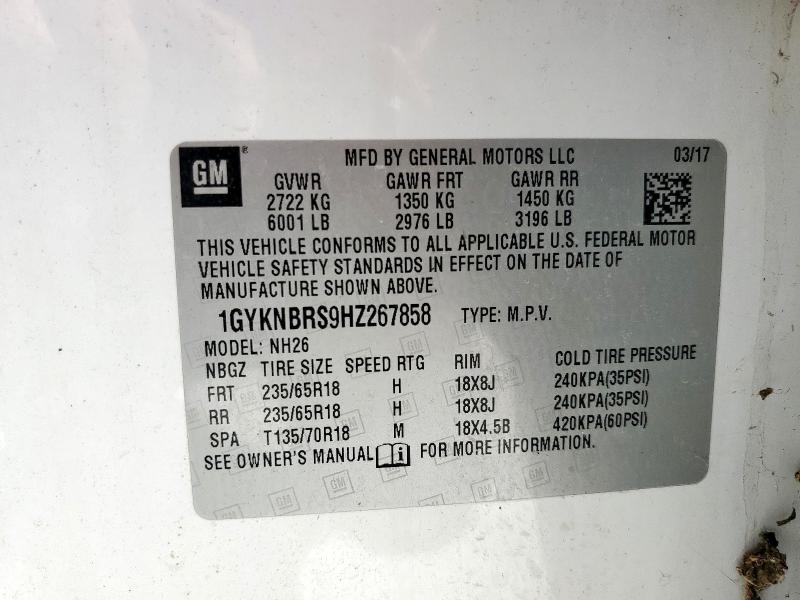 GM®
MFD BY GENERAL MOTORS LLC 03/17
GVWR GAWR FRT GAWR RR
2722 KG 1350 KG 1450 KG
6001 LB 2976 LB 3196 LB
THIS VEHICLE CONFORMS TO ALL APPLICABLE U.S. FEDERAL MOTOR
VEHICLE SAFETY STANDARDS IN EFFECT ON THE DATE OF
MANUFACTURE SHOWN ABOVE.
1GYKNBRS9HZ267858 TYPE: M.P.V.
MODEL: NH26
NBGZ TIRE SIZE SPEED RTG RIM COLD TIRE PRESSURE
FRT 235/65R18 H 18X8J 240KPA(35PSI)
RR 235/65R18 H 18X8J 240KPA(35PSI)
SPA T135/70R18 M 18X4.5B 420KPA(60PSI)
SEE OWNER'S MANUAL i FOR MORE INFORMATION.